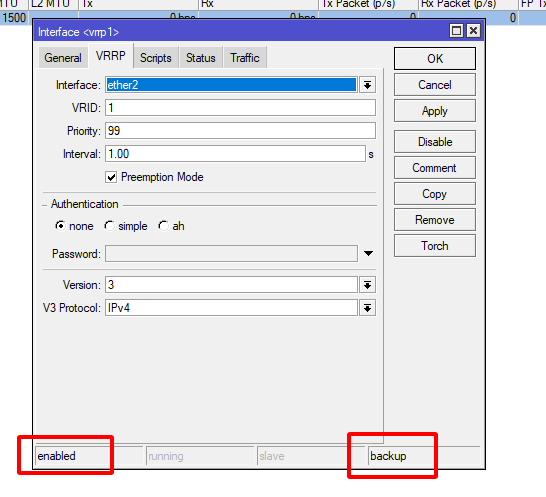 MTU L2 MTU Tx Rx Tx Packet (p/s) Rx Packet (p/s) FP Tx
1500 0 bps 0 bps 0 0
Interface <vrrp1>
General VRRP Scripts Status Traffic
OK
Cancel
Apply
Disable
Comment
Copy
Remove
Torch
Interface: ether2
VRID: 1
Priority: 99
Interval: 1.00 s
Preemption Mode
Authentication
none simple ah
Password:
Version: 3
V3 Protocol: IPv4
enabled running slave backup